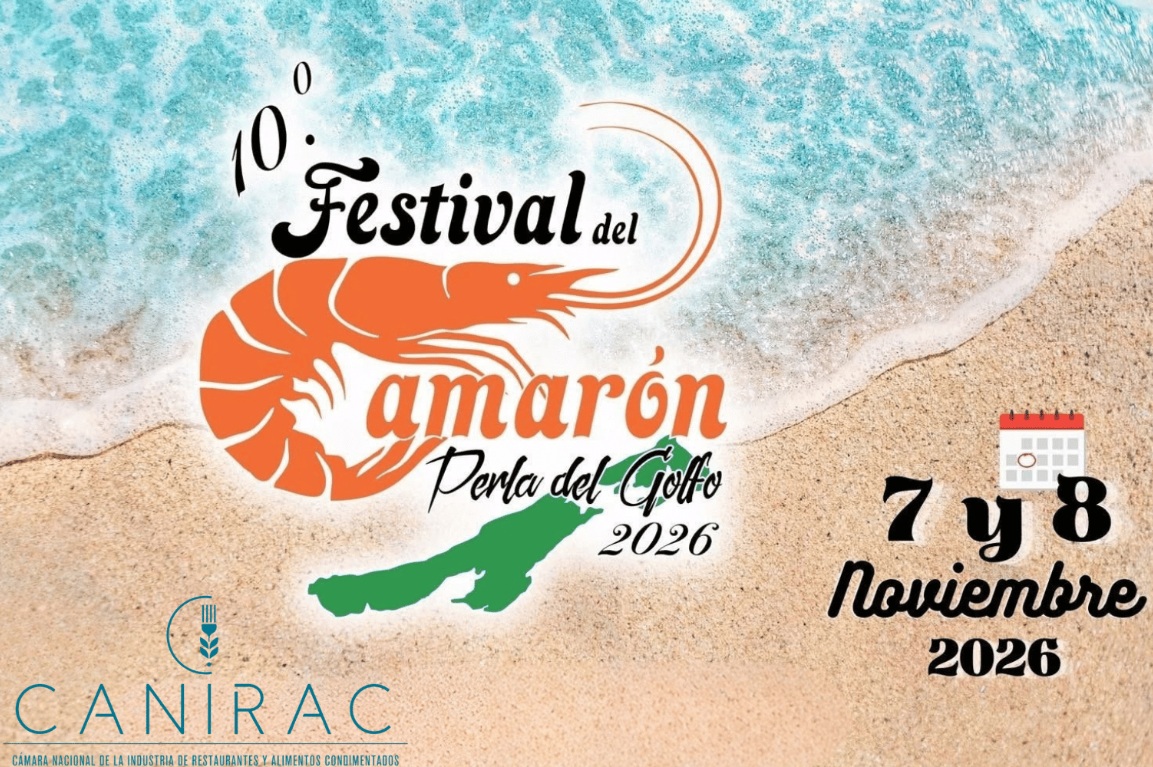 10.º
Festival del
Camarón
Perla del Golfo
2026
7 y 8
Noviembre
2026
CANIRAC
CÁMARA NACIONAL DE LA INDUSTRIA DE RESTAURANTES Y ALIMENTOS CONDIMENTADOS